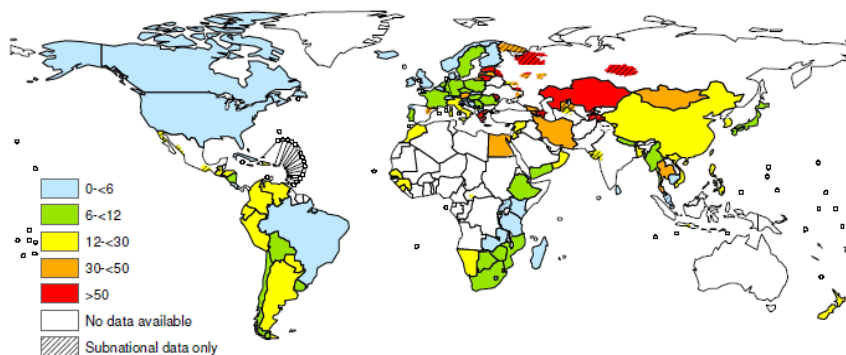 0-<6
6-<12
12-<30
30-<50
>50
No data available
Subnational data only